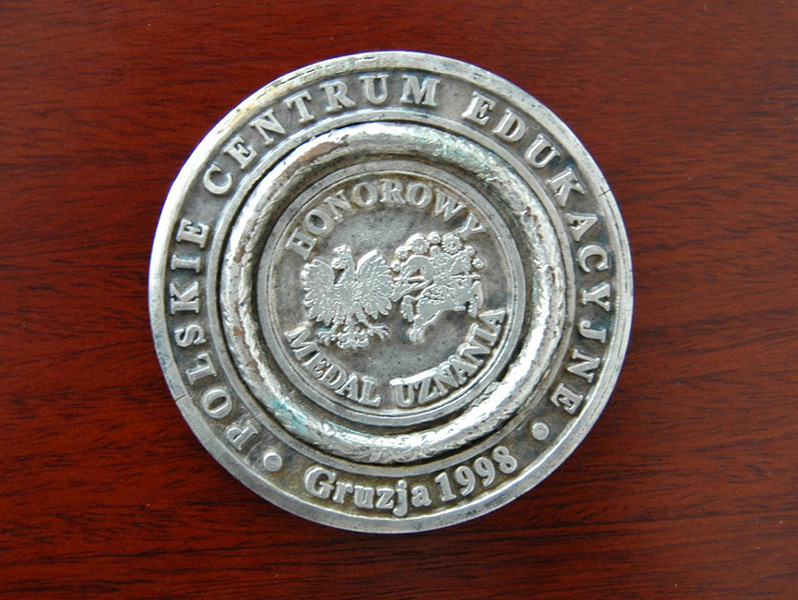 POLSKIE CENTRUM EDUKACYJNE
Gruzja 1998
HONOROWY
MEDAL UZNANIA